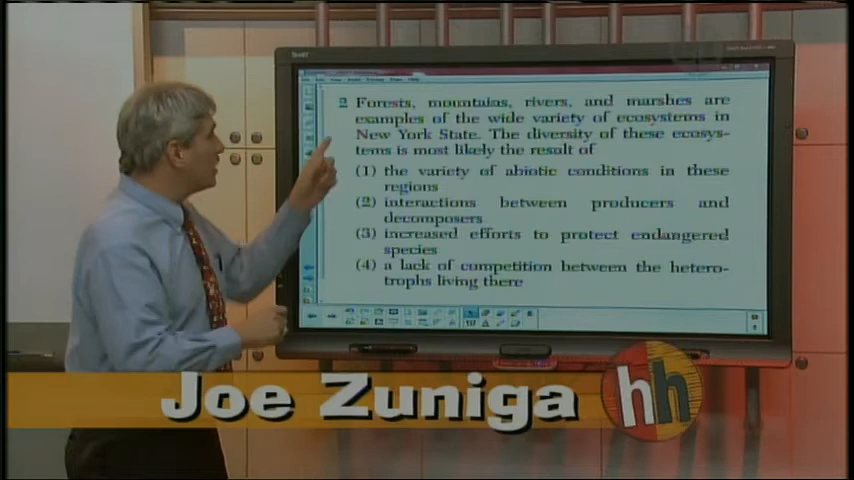 2 Forests, mountains, rivers, and marshes are
examples of the wide variety of ecosystems in
New York State. The diversity of these ecosys-
tems is most likely the result of
(1) the variety of abiotic conditions in these
regions
(2) interactions between producers and
decomposers
(3) increased efforts to protect endangered
species
(4) a lack of competition between the hetero-
trophs living there
Joe Zuniga
hh